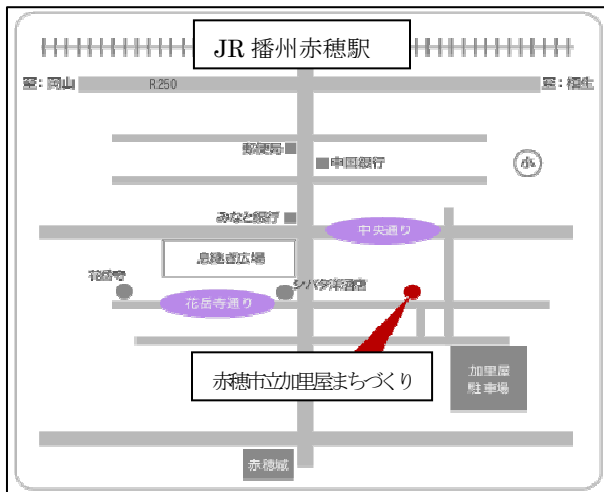 JR 播州赤穂駅
至：岡山
R.250
至：相生
郵便局
中国銀行
小
みなと銀行
中央通り
息継ぎ広場
花岳寺
シバタ洋酒店
花岳寺通り
赤穂市立加里屋まちづくり
加里屋
駐車場
赤穂城